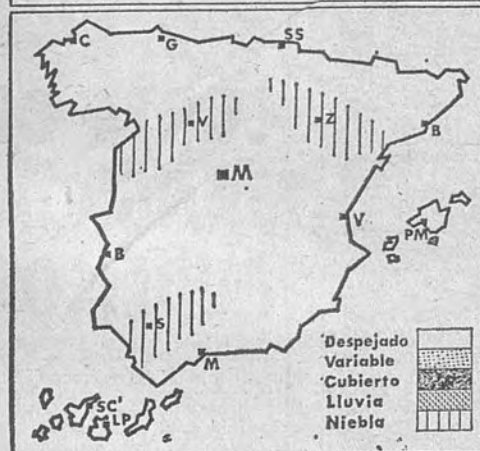 C
G
SS
V
Z
B
M
V
PM
B
S
M
SC
LP
Despejado
Variable
Cubierto
Lluvia
Niebla